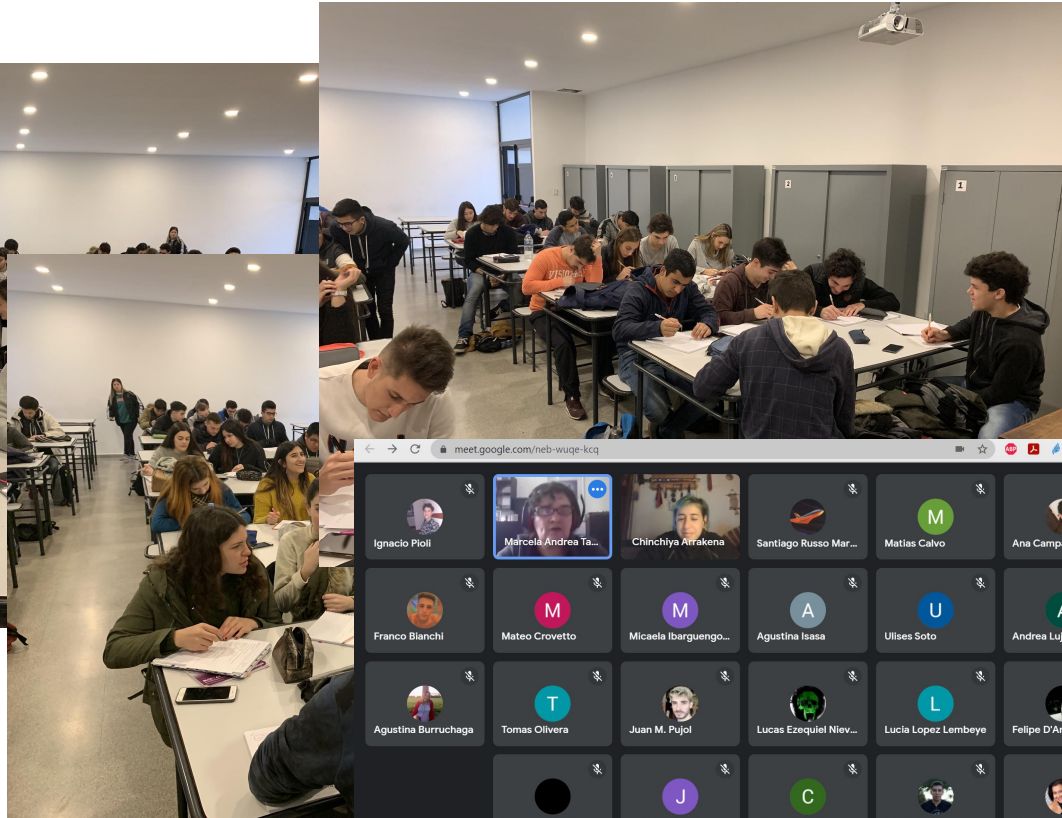 2
1
meet.google.com/neb-wuqe-kcq
ABP
Ignacio Pioli
Marcela Andrea Ta...
Chinchiya Arrakena
Santiago Russo Mar...
M
Matias Calvo
Ana Camp
Franco Bianchi
M
Mateo Crovetto
M
Micaela Ibarguengo...
A
Agustina Isasa
U
Ulises Soto
A
Andrea Luj
Agustina Burruchaga
T
Tomas Olivera
Juan M. Pujol
Lucas Ezequiel Niev...
L
Lucia Lopez Lembeye
Felipe D'Ar
J
C